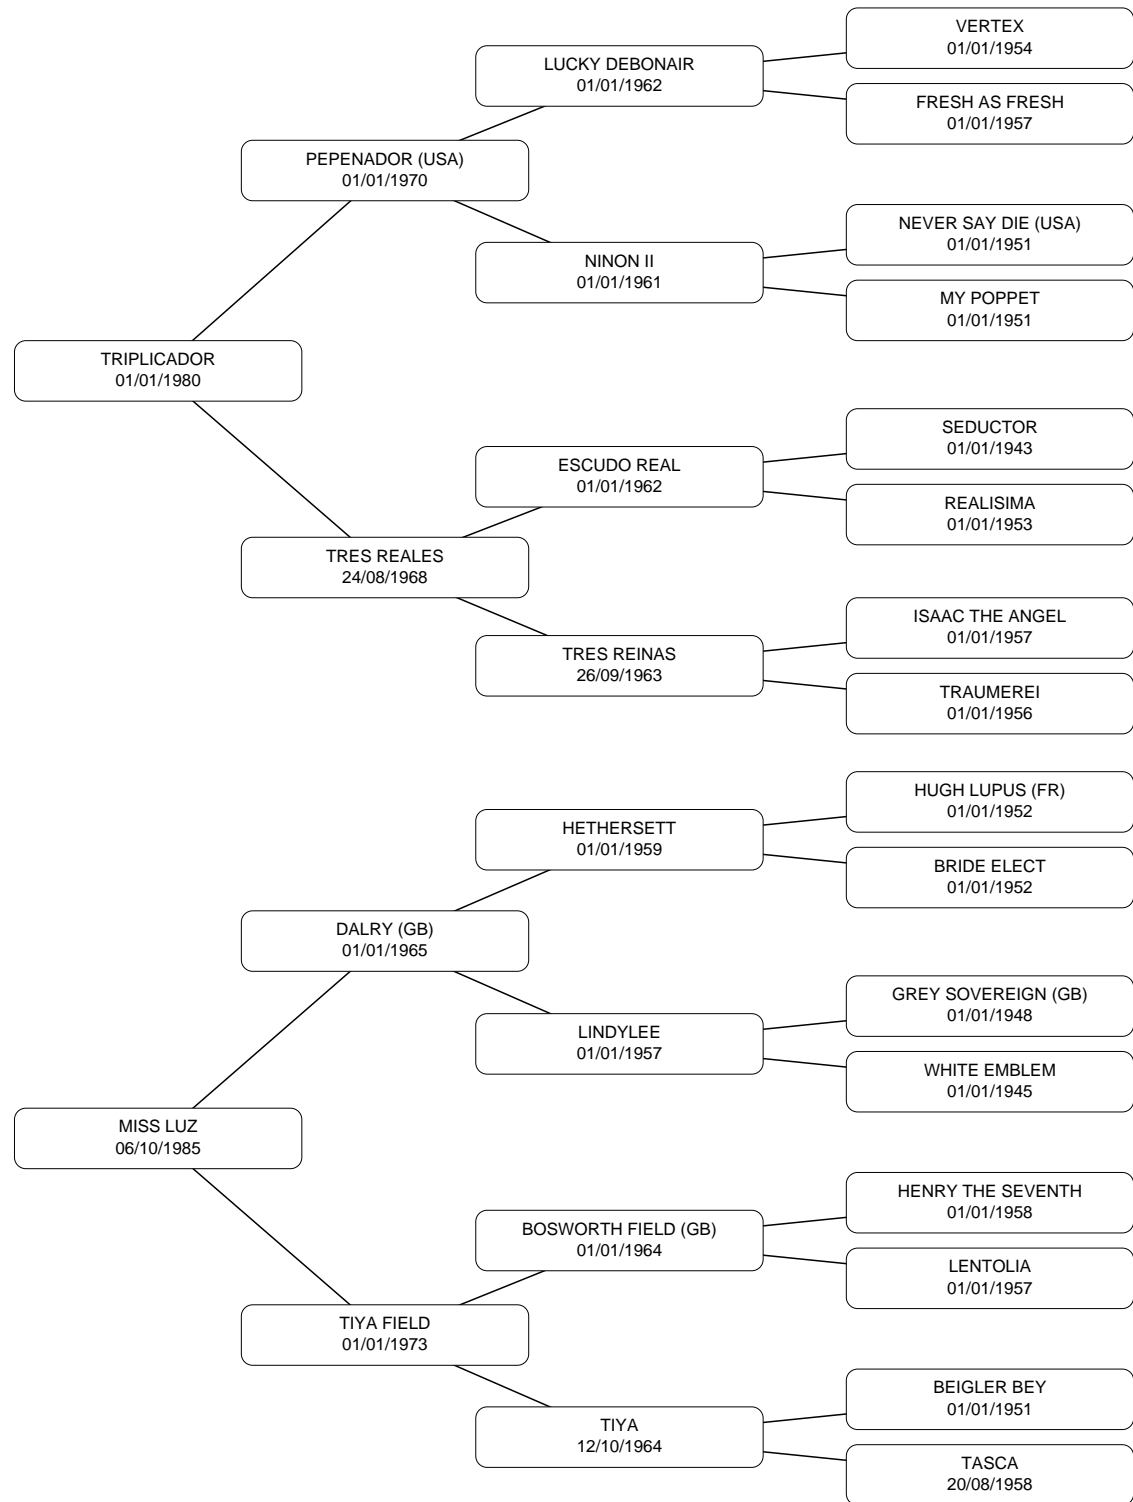 VERTEX
01/01/1954
LUCKY DEBONAIR
01/01/1962
FRESH AS FRESH
01/01/1957
PEPENADOR (USA)
01/01/1970
NEVER SAY DIE (USA)
01/01/1951
NINON II
01/01/1961
MY POPPET
01/01/1951
TRIPLICADOR
01/01/1980
SEDUCTOR
01/01/1943
ESCUDO REAL
01/01/1962
REALISIMA
01/01/1953
TRES REALES
24/08/1968
ISAAC THE ANGEL
01/01/1957
TRES REINAS
26/09/1963
TRAUMEREI
01/01/1956
HUGH LUPUS (FR)
01/01/1952
HETHERSETT
01/01/1959
BRIDE ELECT
01/01/1952
DALRY (GB)
01/01/1965
GREY SOVEREIGN (GB)
01/01/1948
LINDYLEE
01/01/1957
WHITE EMBLEM
01/01/1945
MISS LUZ
06/10/1985
HENRY THE SEVENTH
01/01/1958
BOSWORTH FIELD (GB)
01/01/1964
LENTOLIA
01/01/1957
TIYA FIELD
01/01/1973
BEIGLER BEY
01/01/1951
TIYA
12/10/1964
TASCA
20/08/1958